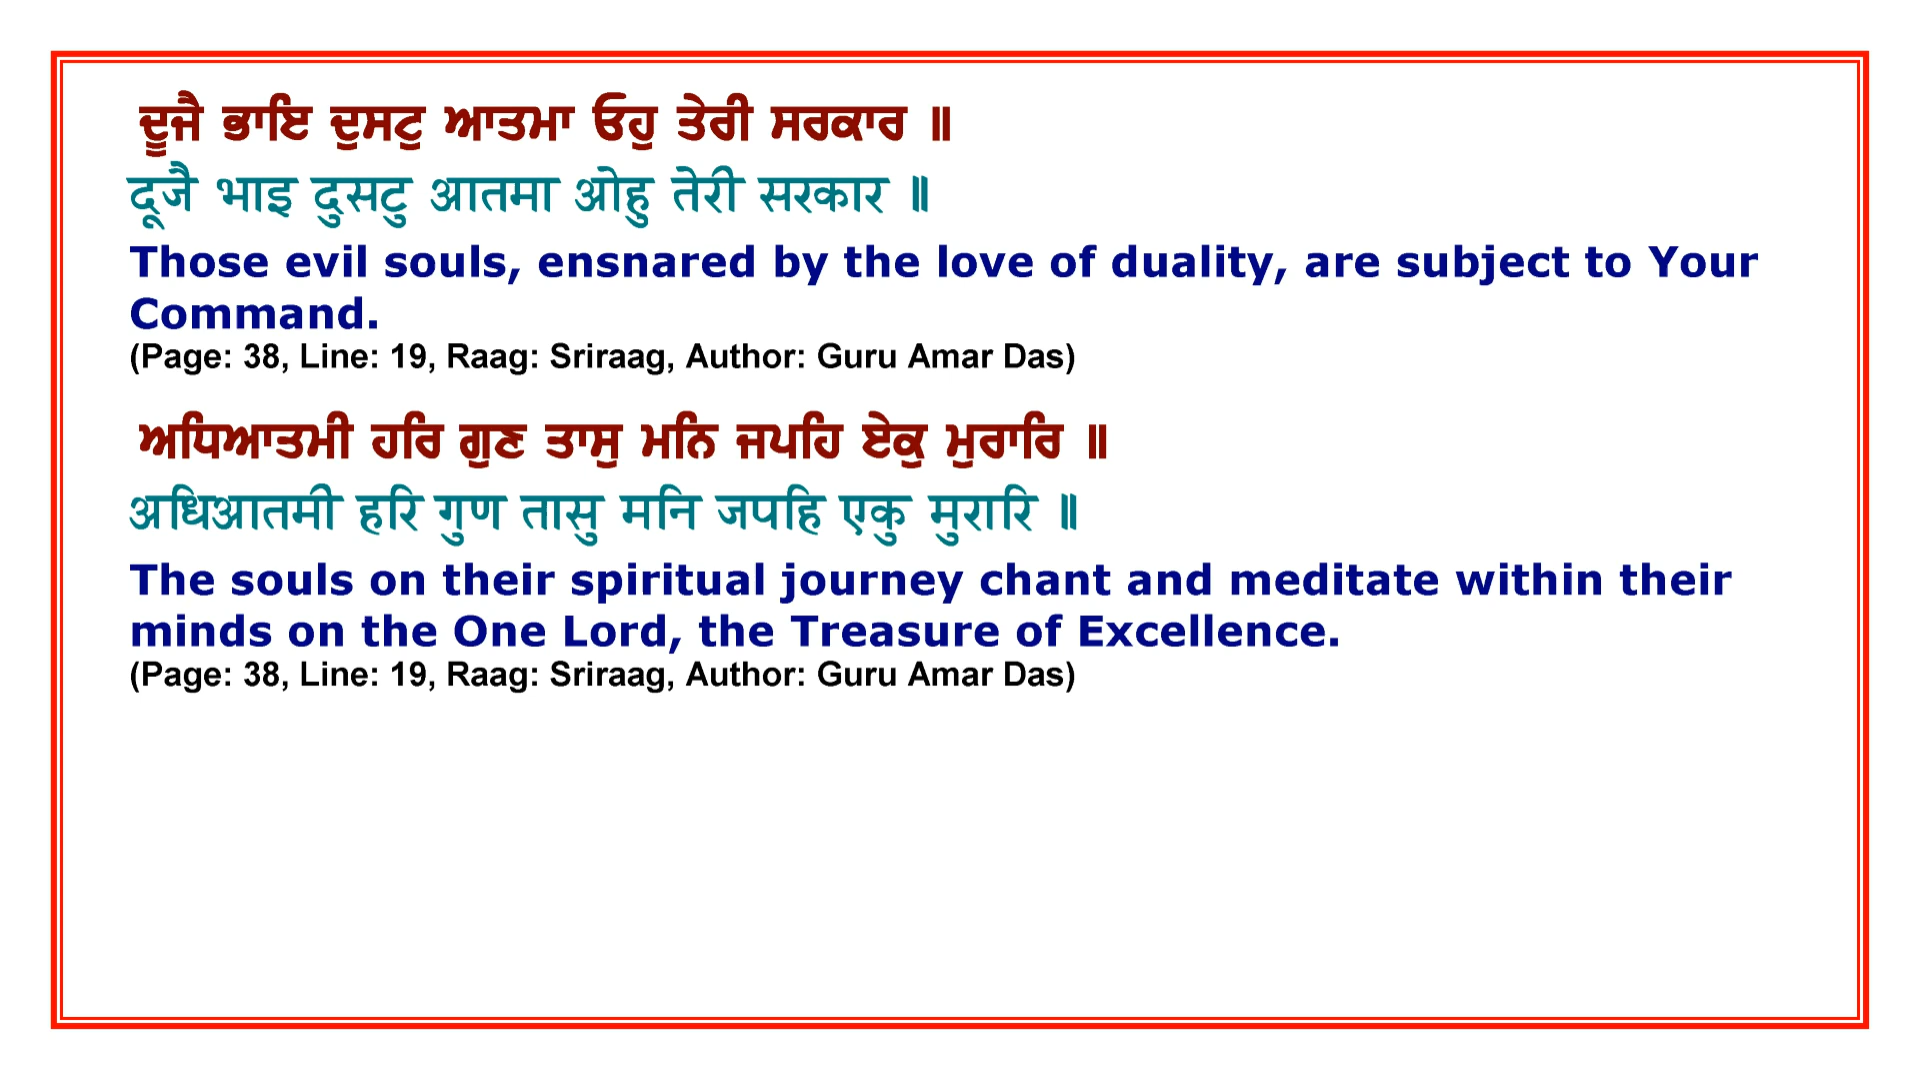 ਦੂਜੈ ਭਾਇ ਦੁਸਟੁ ਆਤਮਾ ਓਹੁ ਤੇਰੀ ਸਰਕਾਰ ॥
दूजै भाइ दुसटु आतमा ओहु तेरी सरकार ॥
Those evil souls, ensnared by the love of duality, are subject to Your
Command.
(Page: 38, Line: 19, Raag: Sriraag, Author: Guru Amar Das)
ਅਧਿਆਤਮੀ ਹਰਿ ਗੁਣ ਤਾਸੁ ਮਨਿ ਜਪਹਿ ਏਕੁ ਮੁਰਾਰਿ ॥
अधिआतमी हरि गुण तासु मनि जपहि एकु मुरारि ॥
The souls on their spiritual journey chant and meditate within their
minds on the One Lord, the Treasure of Excellence.
(Page: 38, Line: 19, Raag: Sriraag, Author: Guru Amar Das)